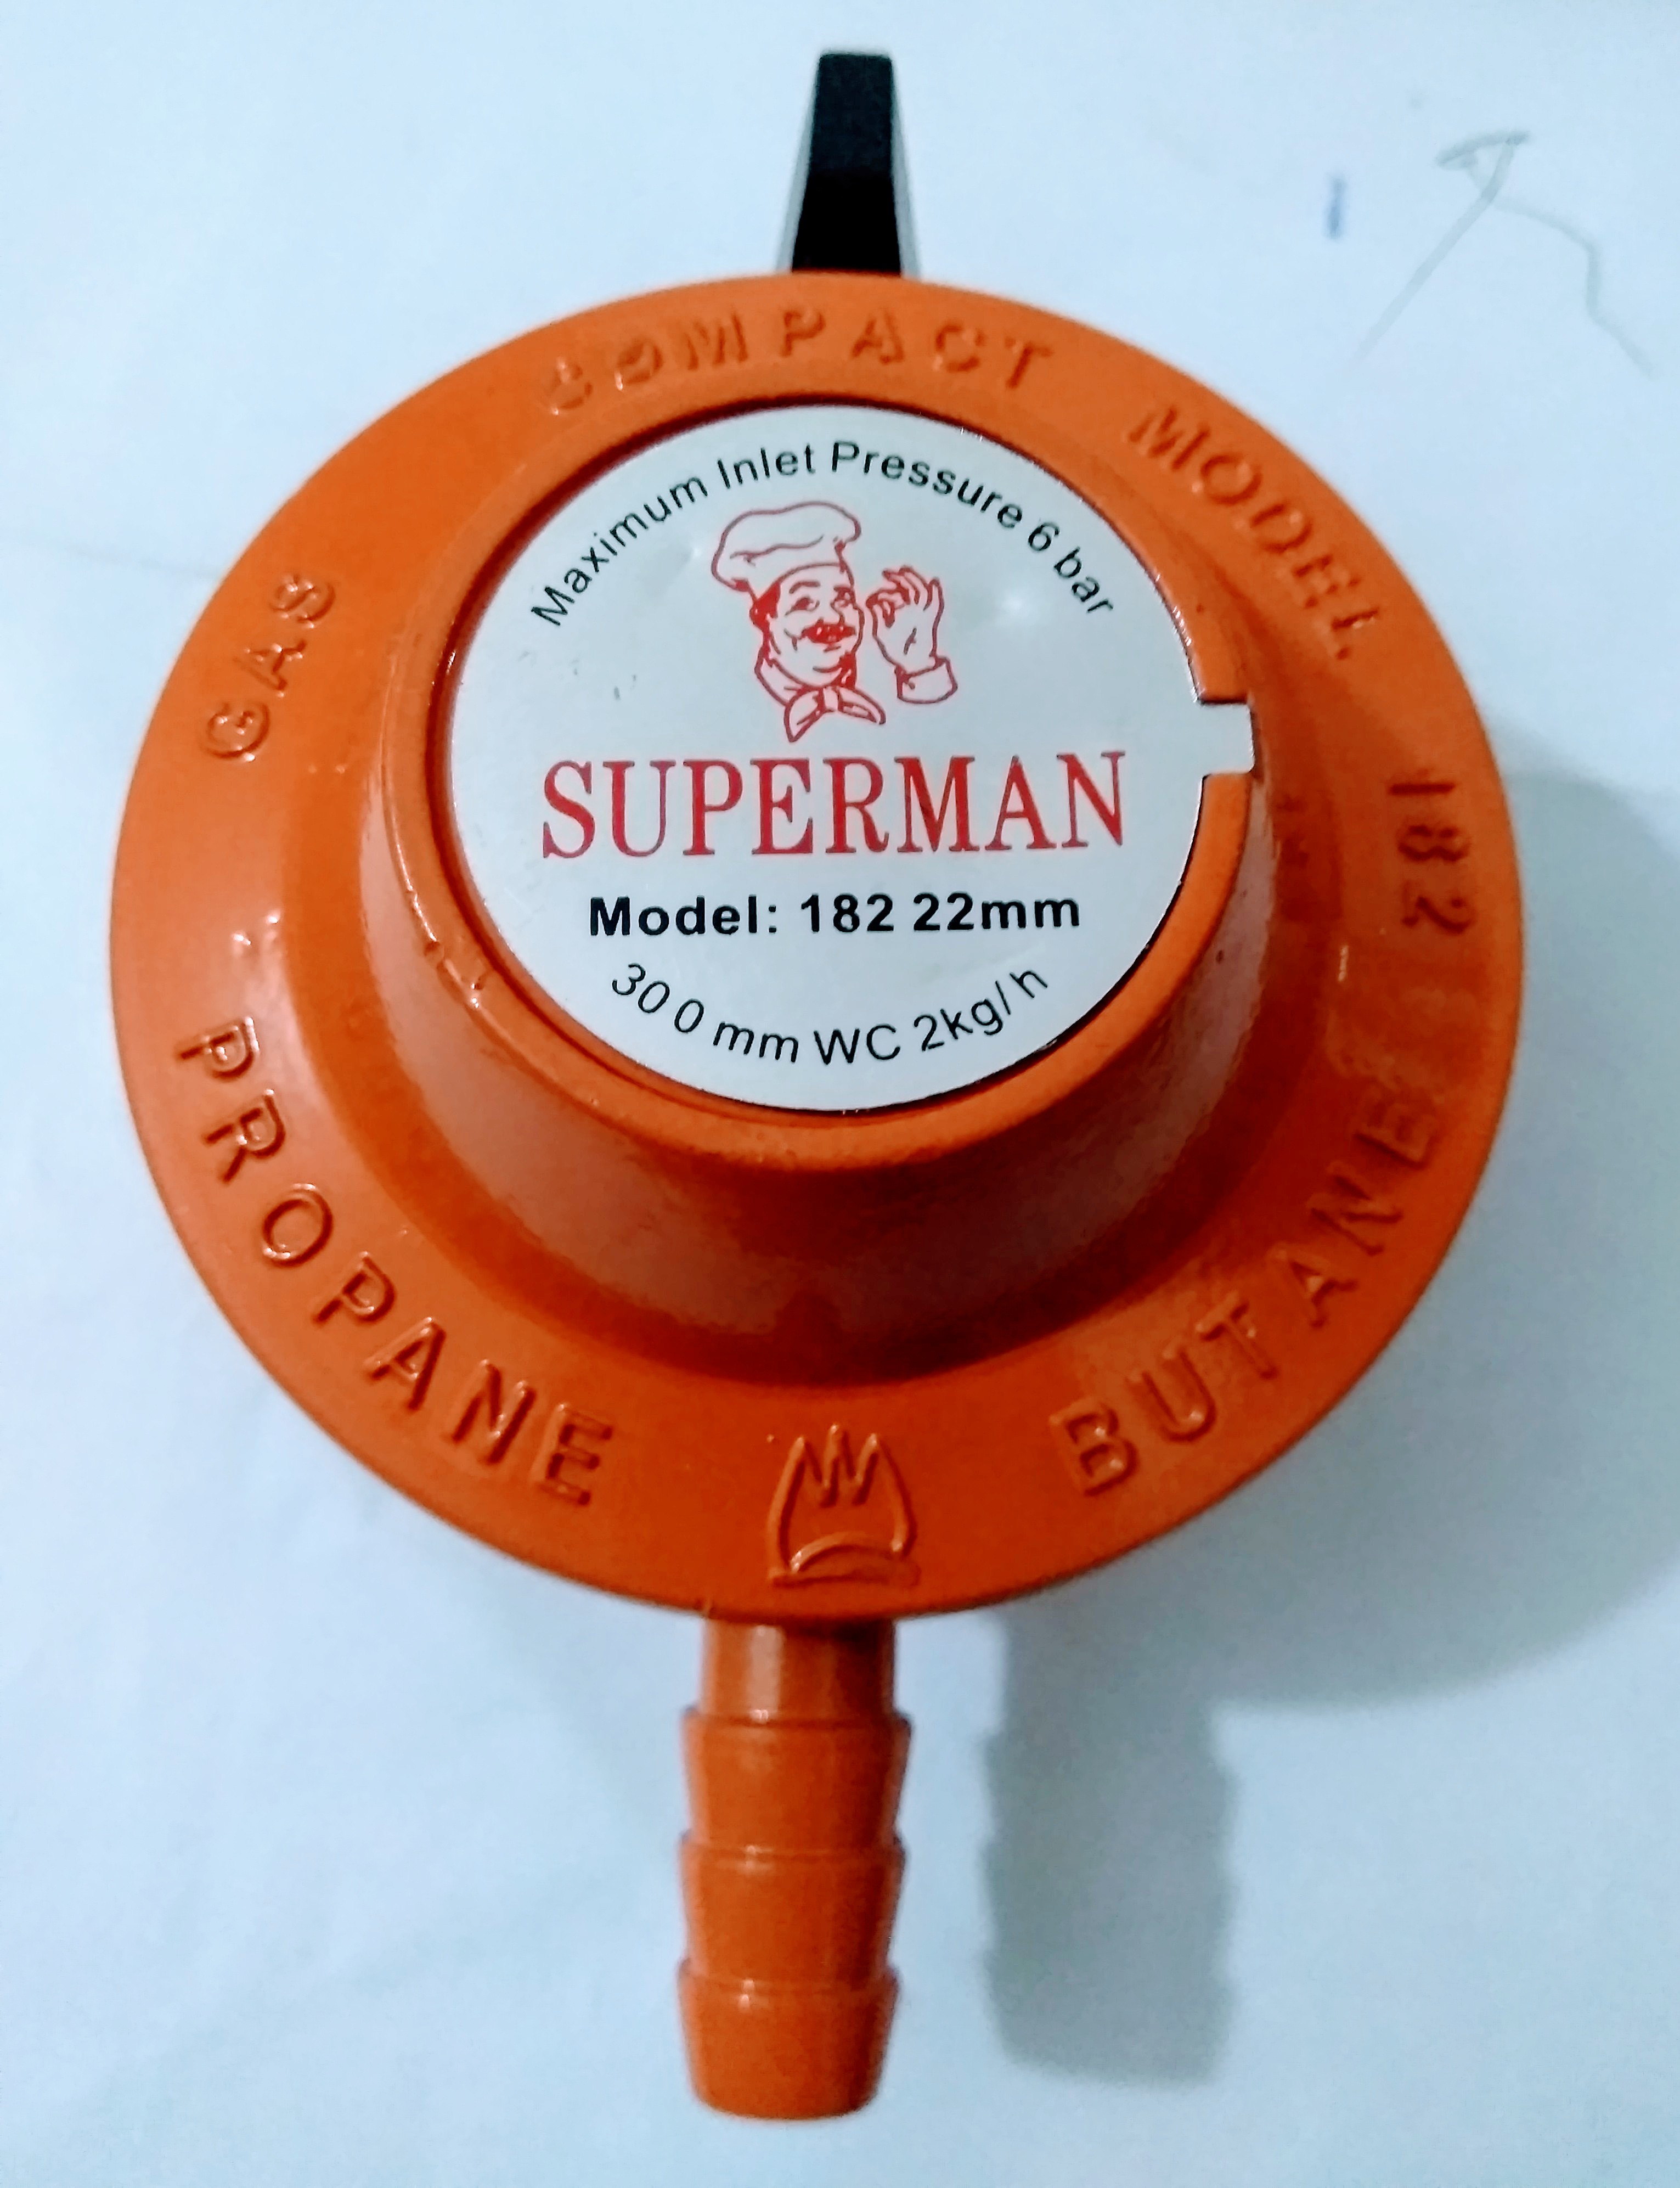 COMPACT MODEL 182
GAS
Maximum Inlet Pressure 6 bar
SUPERMAN
Model: 182 22mm
300 mm WC 2kg/h
PROPANE
BUTANE